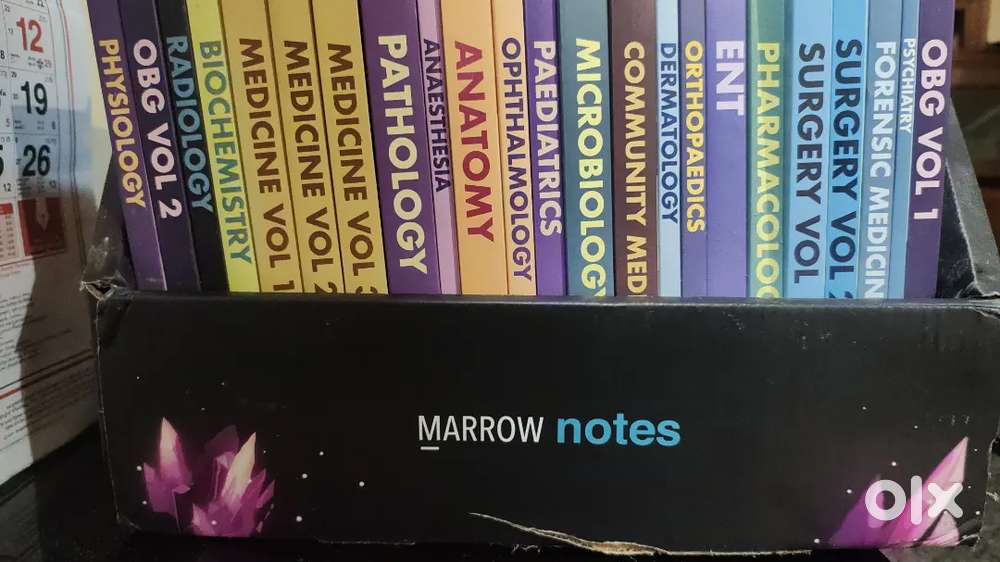 12
19
26
PHYSIOLOGY
OBG VOL 2
RADIOLOGY
BIOCHEMISTRY
MEDICINE VOL 1
MEDICINE VOL 2
MEDICINE VOL 3
PATHOLOGY
ANAESTHESIA
ANATOMY
OPHTHALMOLOGY
PAEDIATRICS
MICROBIOLOGY
COMMUNITY MED
DERMATOLOGY
ORTHOPAEDICS
ENT
PHARMACOLOG
SURGERY VOL
SURGERY VOL 2
FORENSIC MEDICIN
PSYCHIATRY
OBG VOL 1
MARROW notes
olx